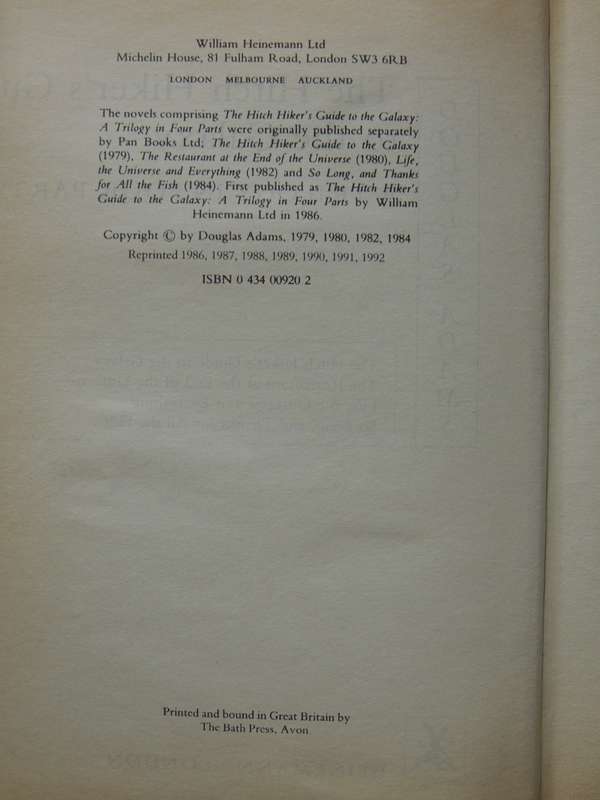 William Heinemann Ltd
Michelin House, 81 Fulham Road, London SW3 6RB
LONDON MELBOURNE AUCKLAND
The novels comprising The Hitch Hiker's Guide to the Galaxy:
A Trilogy in Four Parts were originally published separately
by Pan Books Ltd; The Hitch Hiker's Guide to the Galaxy
(1979), The Restaurant at the End of the Universe (1980), Life,
the Universe and Everything (1982) and So Long, and Thanks
for All the Fish (1984). First published as The Hitch Hiker's
Guide to the Galaxy: A Trilogy in Four Parts by William
Heinemann Ltd in 1986.
Copyright © by Douglas Adams, 1979, 1980, 1982, 1984
Reprinted 1986, 1987, 1988, 1989, 1990, 1991, 1992
ISBN 0 434 00920 2
Printed and bound in Great Britain by
The Bath Press, Avon